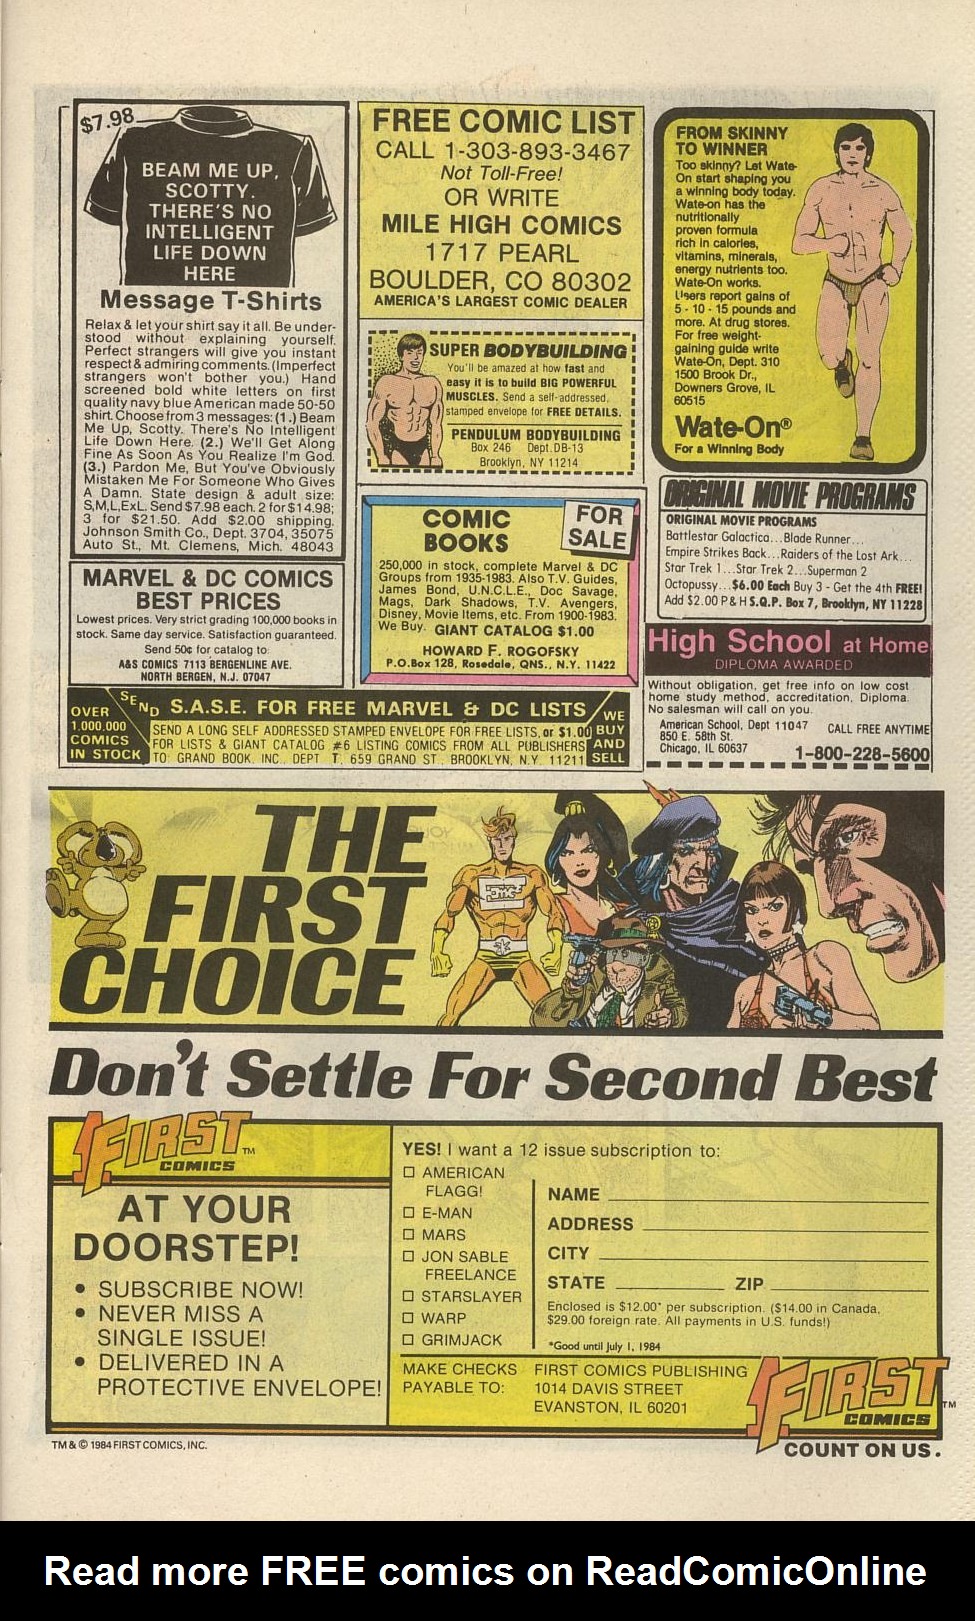 $7.98
BEAM ME UP,
SCOTTY.
THERE'S NO
INTELLIGENT
LIFE DOWN
HERE
Message T-Shirts
Relax & let your shirt say it all. Be under-
stood without explaining yourself.
Perfect strangers will give you instant
respect & admiring comments. (Imperfect
strangers won't bother you.) Hand
screened bold white letters on first
quality navy blue American made 50-50
shirt. Choose from 3 messages: (1.) Beam
Me Up, Scotty. There's No Intelligent
Life Down Here. (2.) We'll Get Along
Fine As Soon As You Realize I'm God.
(3.) Pardon Me, But You've Obviously
Mistaken Me For Someone Who Gives
A Damn. State design & adult size:
S,M,L,ExL. Send $7.98 each. 2 for $14.98;
3 for $21.50. Add $2.00 shipping.
Johnson Smith Co., Dept. 3704, 35075
Auto St., Mt. Clemens, Mich. 48043
MARVEL & DC COMICS
BEST PRICES
Lowest prices. Very strict grading 100,000 books in
stock. Same day service. Satisfaction guaranteed.
Send 50¢ for catalog to:
A&S COMICS 7113 BERGENLINE AVE.
NORTH BERGEN, N.J. 07047
FREE COMIC LIST
CALL 1-303-893-3467
Not Toll-Free!
OR WRITE
MILE HIGH COMICS
1717 PEARL
BOULDER, CO 80302
AMERICA'S LARGEST COMIC DEALER
SUPER BODYBUILDING
You'll be amazed at how fast and
easy it is to build BIG POWERFUL
MUSCLES. Send a self-addressed,
stamped envelope for FREE DETAILS.
PENDULUM BODYBUILDING
Box 246 Dept. DB-13
Brooklyn, NY 11214
COMIC
BOOKS
FOR
SALE
250,000 in stock, complete Marvel & DC
Groups from 1935-1983. Also T.V. Guides,
James Bond, U.N.C.L.E., Doc Savage,
Mags, Dark Shadows, T.V. Avengers,
Disney, Movie Items, etc. From 1900-1983.
We Buy. GIANT CATALOG $1.00
HOWARD F. ROGOFSKY
P.O.Box 128, Rosedale, QNS., N.Y. 11422
FROM SKINNY
TO WINNER
Too skinny? Let Wate-
On start shaping you
a winning body today.
Wate-on has the
nutritionally
proven formula
rich in calories,
vitamins, minerals,
energy nutrients too.
Wate-On works.
Users report gains of
5 - 10 - 15 pounds and
more. At drug stores.
For free weight-
gaining guide write
Wate-On, Dept. 310
1500 Brook Dr.,
Downers Grove, IL
60515
Wate-On®
For a Winning Body
ORIGINAL MOVIE PROGRAMS
ORIGINAL MOVIE PROGRAMS
Battlestar Galactica...Blade Runner...
Empire Strikes Back...Raiders of the Lost Ark...
Star Trek 1...Star Trek 2...Superman 2
Octopussy...$6.00 Each Buy 3 - Get the 4th FREE!
Add $2.00 P & H S.Q.P. Box 7, Brooklyn, NY 11228
High School at Home
DIPLOMA AWARDED
Without obligation, get free info on low cost
home study method, accreditation, Diploma.
No salesman will call on you.
American School, Dept 11047
850 E. 58th St.
Chicago, IL 60637
CALL FREE ANYTIME
1-800-228-5600
OVER
1,000,000
COMICS
IN STOCK
SEND S.A.S.E. FOR FREE MARVEL & DC LISTS
SEND A LONG SELF ADDRESSED STAMPED ENVELOPE FOR FREE LISTS, or $1.00
FOR LISTS & GIANT CATALOG #6 LISTING COMICS FROM ALL PUBLISHERS
TO: GRAND BOOK, INC., DEPT T, 659 GRAND ST., BROOKLYN, N.Y. 11211
WE
BUY
AND
SELL
THE
FIRST
CHOICE
Don't Settle For Second Best
FIRST™
COMICS
AT YOUR
DOORSTEP!
• SUBSCRIBE NOW!
• NEVER MISS A
SINGLE ISSUE!
• DELIVERED IN A
PROTECTIVE ENVELOPE!
YES! I want a 12 issue subscription to:
☐ AMERICAN
FLAGG!
☐ E-MAN
☐ MARS
☐ JON SABLE
FREELANCE
☐ STARSLAYER
☐ WARP
☐ GRIMJACK
NAME
ADDRESS
CITY
STATE ZIP
Enclosed is $12.00* per subscription. ($14.00 in Canada,
$29.00 foreign rate. All payments in U.S. funds!)
*Good until July 1, 1984
MAKE CHECKS
PAYABLE TO:
FIRST COMICS PUBLISHING
1014 DAVIS STREET
EVANSTON, IL 60201
FIRST
COMICS™
COUNT ON US.
TM & © 1984 FIRST COMICS, INC.
Read more FREE comics on ReadComicOnline